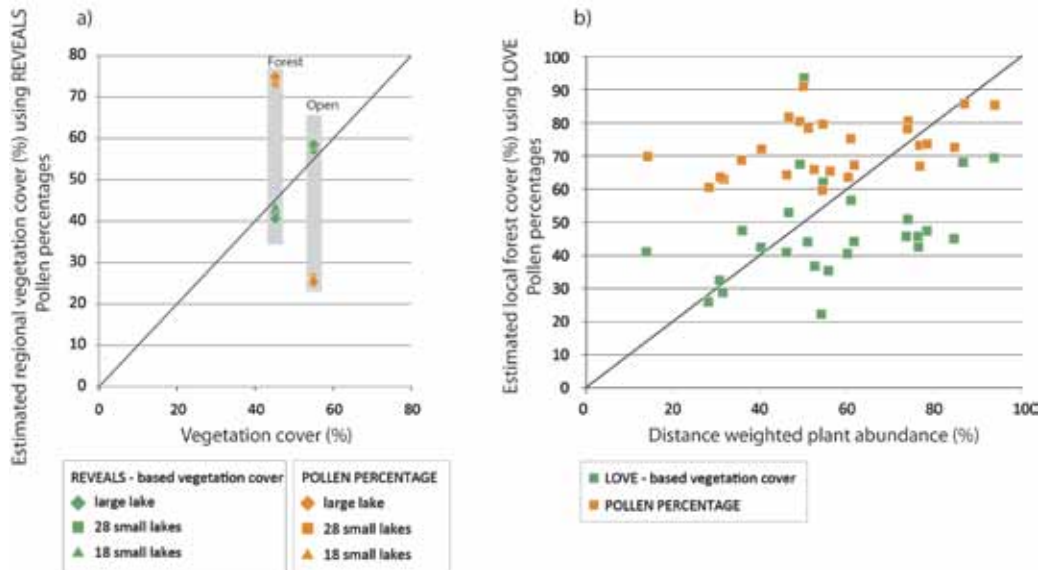 a)
Estimated regional vegetation cover (%) using REVEALS
Pollen percentages
80
70
60
50
40
30
20
10
0
Forest
Open
0
20
40
60
80
Vegetation cover (%)
REVEALS - based vegetation cover
large lake
28 small lakes
18 small lakes
POLLEN PERCENTAGE
large lake
28 small lakes
18 small lakes
b)
Estimated local forest cover (%) using LOVE
Pollen percentages
100
90
80
70
60
50
40
30
20
10
0
0
20
40
60
80
100
Distance weighted plant abundance (%)
LOVE - based vegetation cover
POLLEN PERCENTAGE